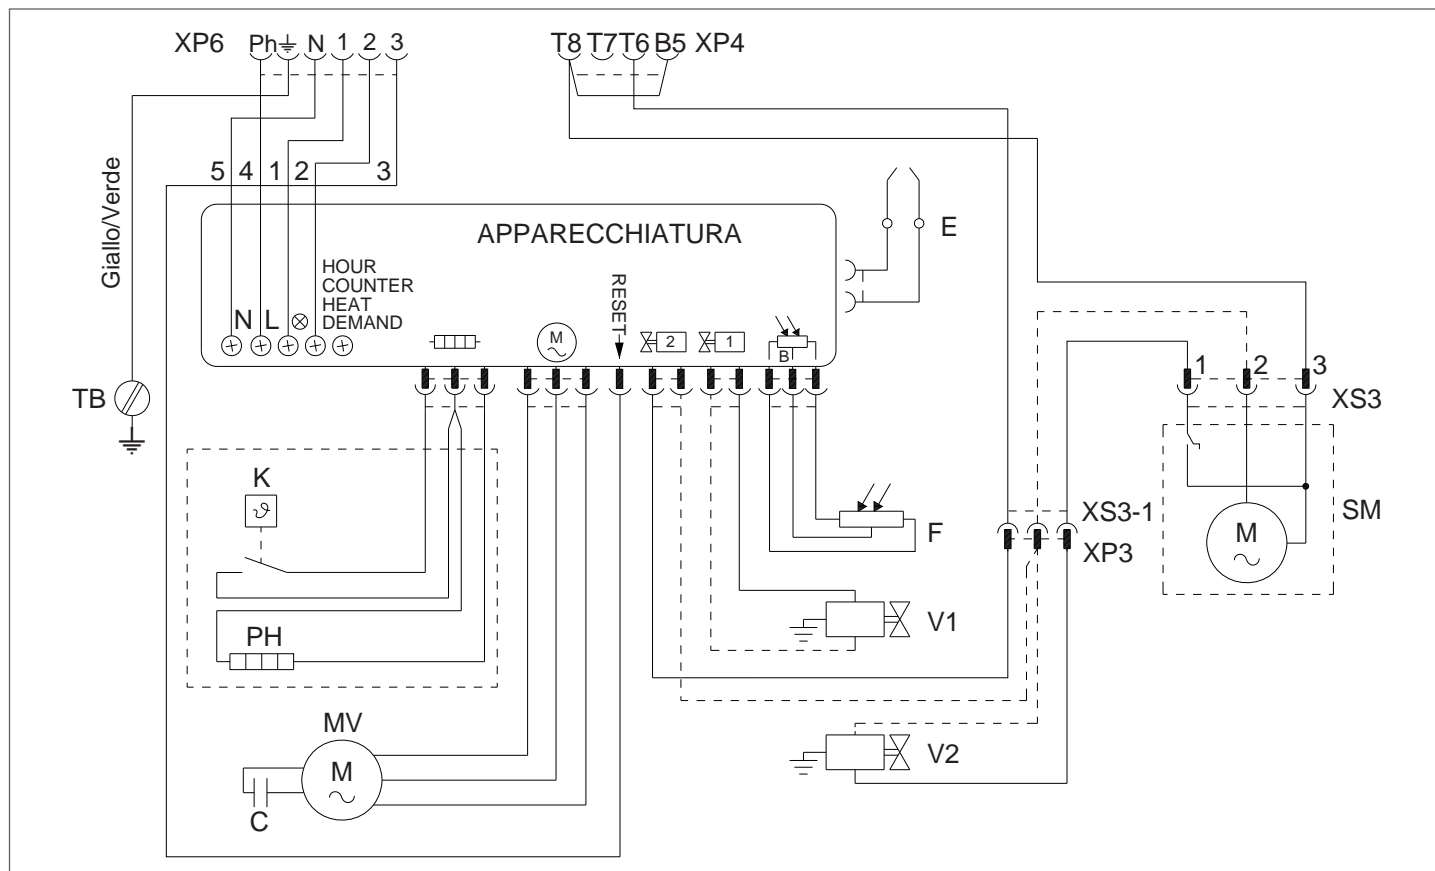 XP6 Ph N 1 2 3 T8 T7 T6 B5 XP4
5 4 1 2 3
Giallo/Verde
APPARECCHIATURA
E
HOUR
COUNTER
HEAT
DEMAND
N L
RESET
M
2
1
B
1 2 3
XS3
TB
K
ϑ
F
XS3-1
XP3
SM
M
PH
V1
MV
M
C
V2